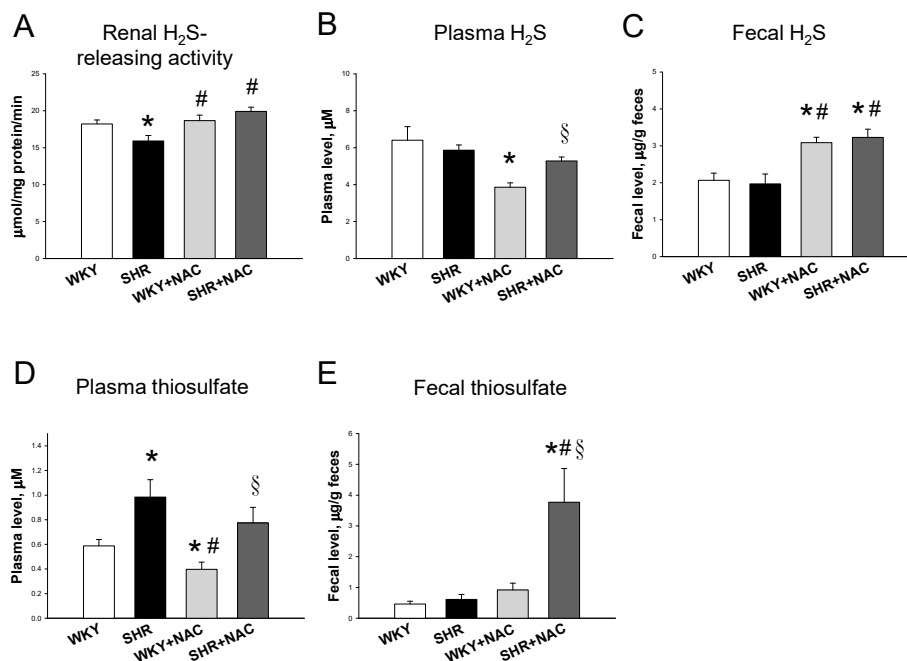 A
Renal H₂S-
releasing activity
μmol/mg protein/min
25
20
15
10
5
0
*
#
#
WKY
SHR
WKY+NAC
SHR+NAC
B
Plasma H₂S
Plasma level, μM
10
8
6
4
2
0
*
§
WKY
SHR
WKY+NAC
SHR+NAC
C
Fecal H₂S
Fecal level, μg/g feces
5
4
3
2
1
0
*#
*#
WKY
SHR
WKY+NAC
SHR+NAC
D
Plasma thiosulfate
Plasma level, μM
1.4
1.2
1.0
0.8
0.6
0.4
0.2
0.0
*
*#
§
WKY
SHR
WKY+NAC
SHR+NAC
E
Fecal thiosulfate
Fecal level, μg/g feces
6
5
4
3
2
1
0
*#§
WKY
SHR
WKY+NAC
SHR+NAC